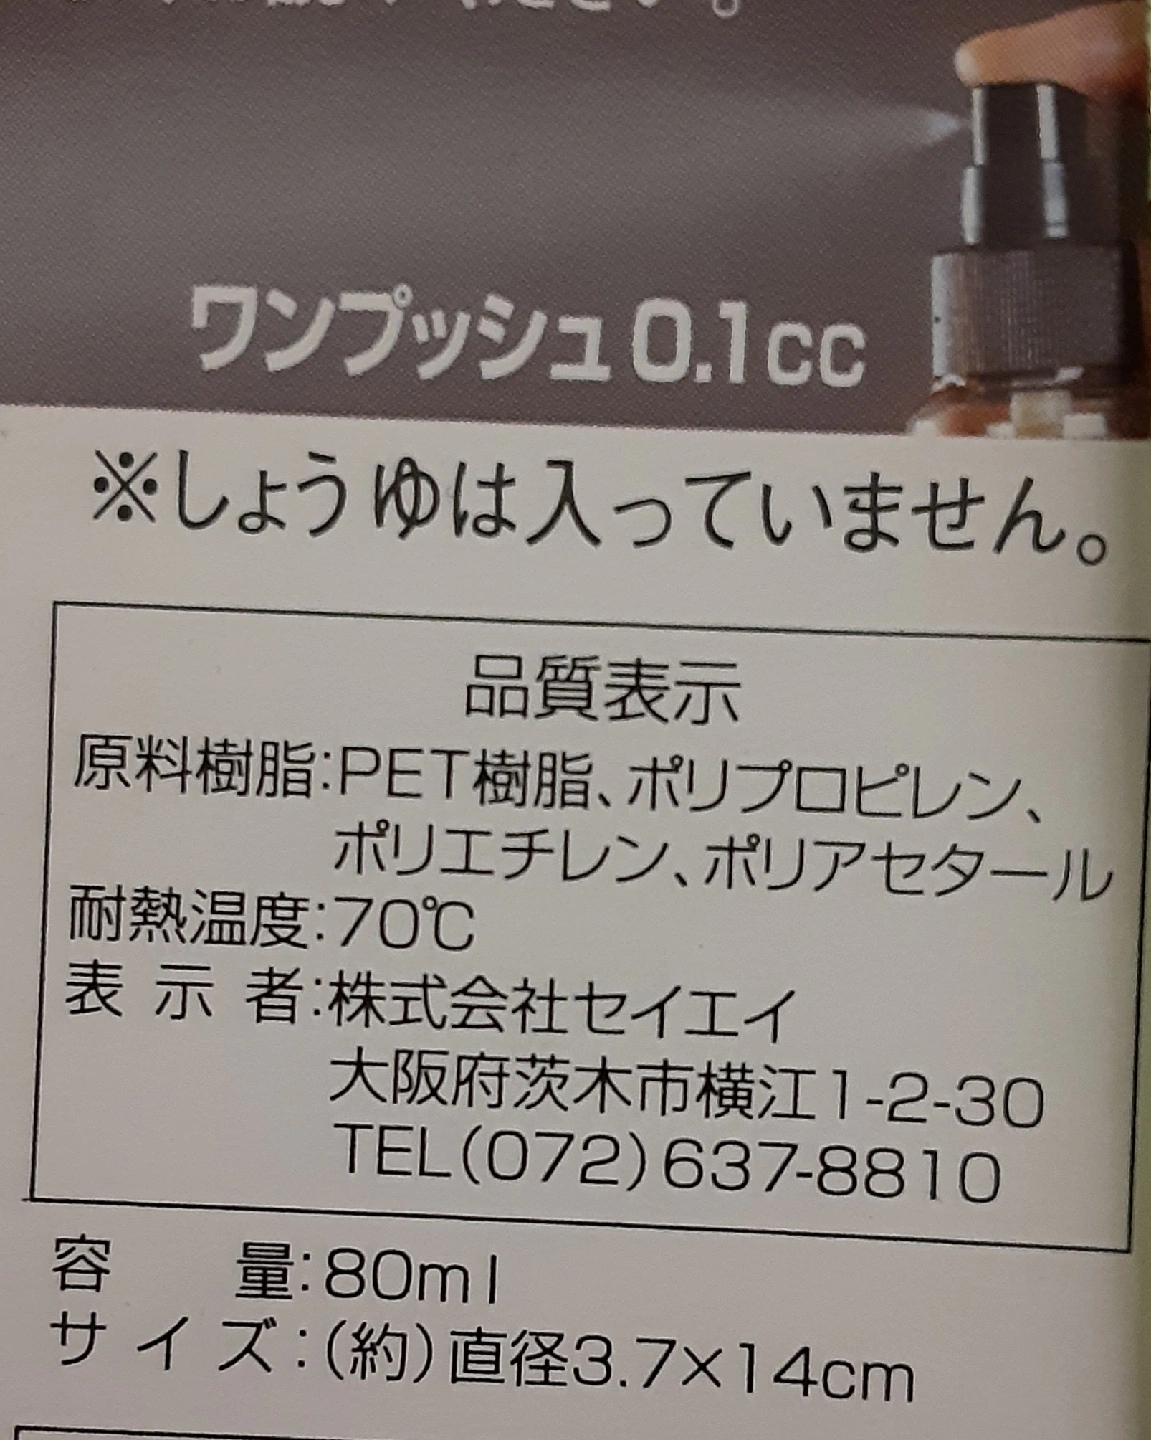 ください。
ワンプッシュ0.1cc
※しょうゆは入っていません。
品質表示
原料樹脂:PET樹脂、ポリプロピレン、
ポリエチレン、ポリアセタール
耐熱温度:70℃
表示者:株式会社セイエイ
大阪府茨木市横江1-2-30
TEL(072)637-8810
容量:80ml
サイズ:(約)直径3.7×14cm